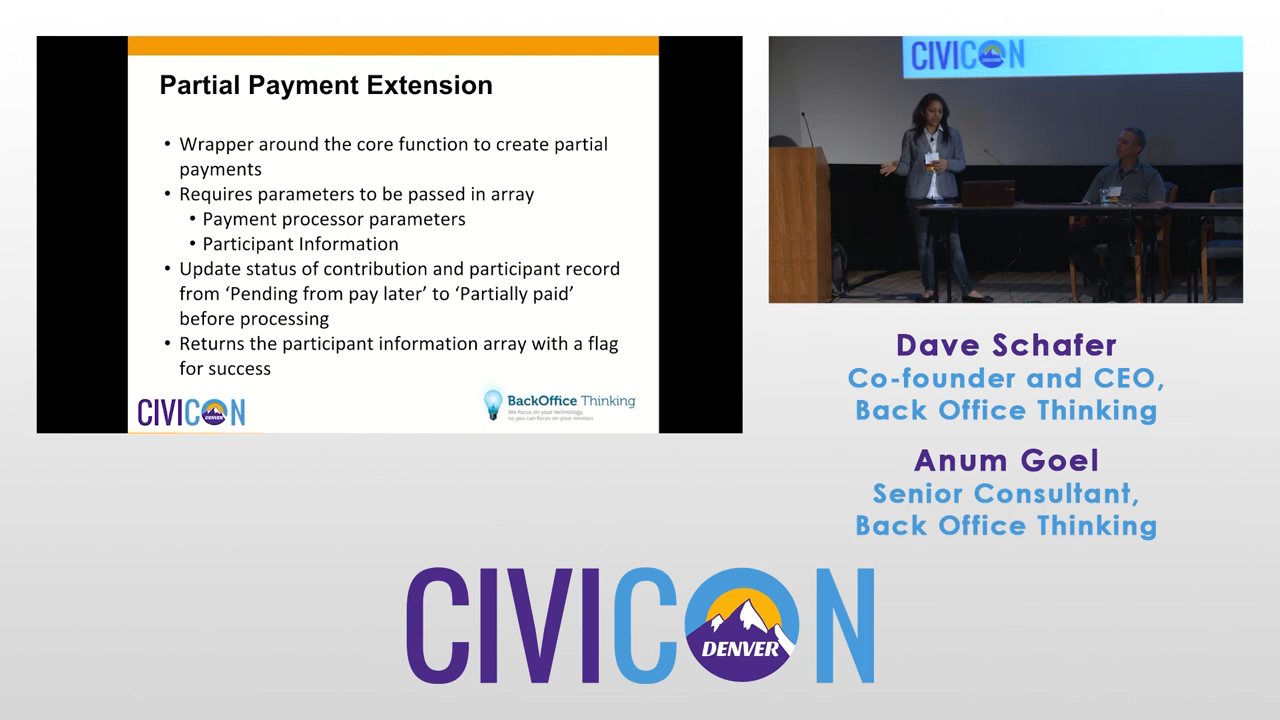 Partial Payment Extension
• Wrapper around the core function to create partial
payments
• Requires parameters to be passed in array
• Payment processor parameters
• Participant Information
• Update status of contribution and participant record
from ‘Pending from pay later’ to ‘Partially paid’
before processing
• Returns the participant information array with a flag
for success
CIVICON
DENVER
BackOffice Thinking
We focus on your technology,
so you can focus on your mission.
CIVICON
Dave Schafer
Co-founder and CEO,
Back Office Thinking
Anum Goel
Senior Consultant,
Back Office Thinking
CIVICON
DENVER